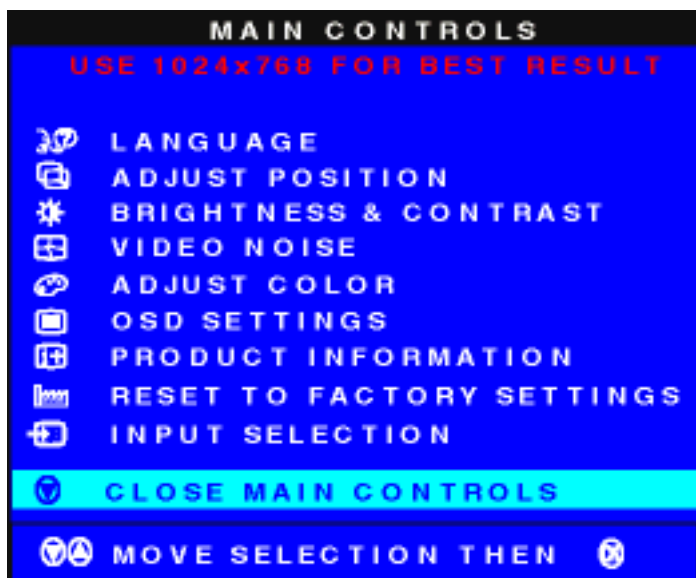 MAIN CONTROLS
USE 1024x768 FOR BEST RESULT
LANGUAGE
ADJUST POSITION
BRIGHTNESS & CONTRAST
VIDEO NOISE
ADJUST COLOR
OSD SETTINGS
PRODUCT INFORMATION
RESET TO FACTORY SETTINGS
INPUT SELECTION
CLOSE MAIN CONTROLS
MOVE SELECTION THEN